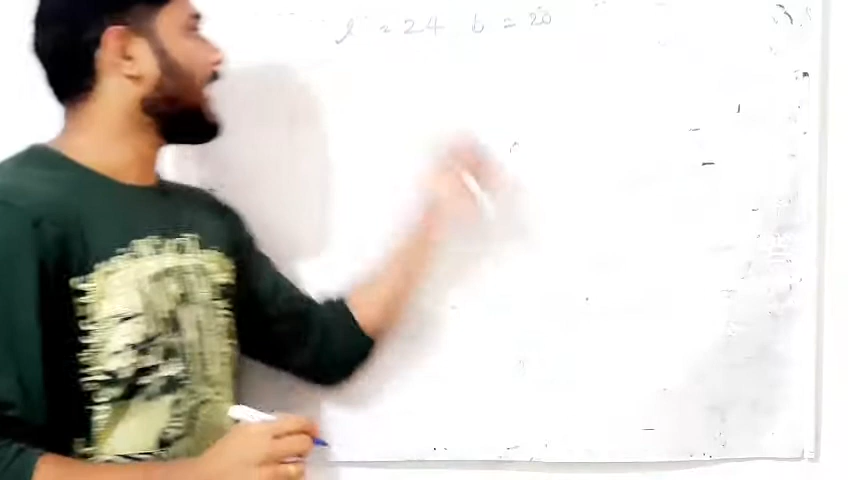 l = 24 b = 20